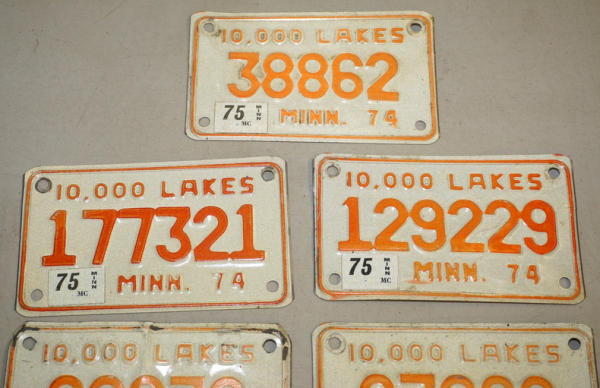 10,000 LAKES
38862
75 MINN MC
MINN. 74
10,000 LAKES
177321
75 MINN MC
MINN. 74
10,000 LAKES
129229
75 MINN MC
MINN. 74
10,000 LAKES
10,000 LAKES